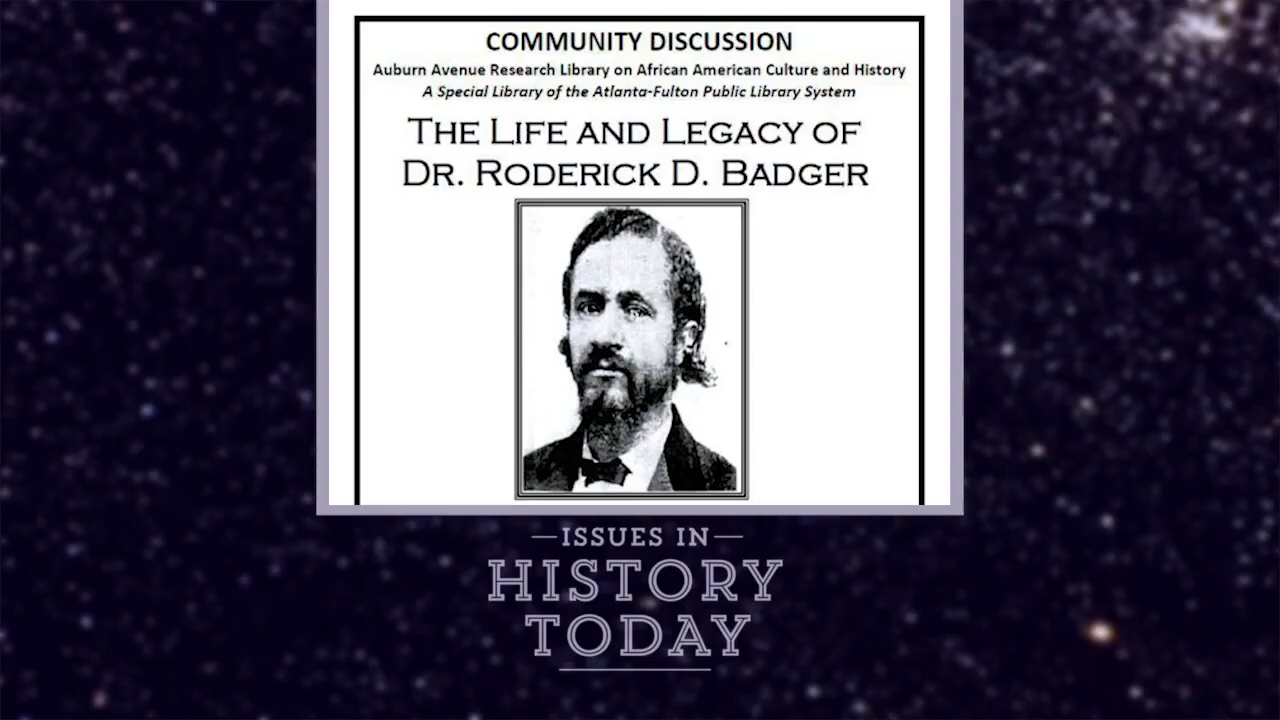 COMMUNITY DISCUSSION
Auburn Avenue Research Library on African American Culture and History
A Special Library of the Atlanta-Fulton Public Library System
THE LIFE AND LEGACY OF
DR. RODERICK D. BADGER
ISSUES IN
HISTORY
TODAY